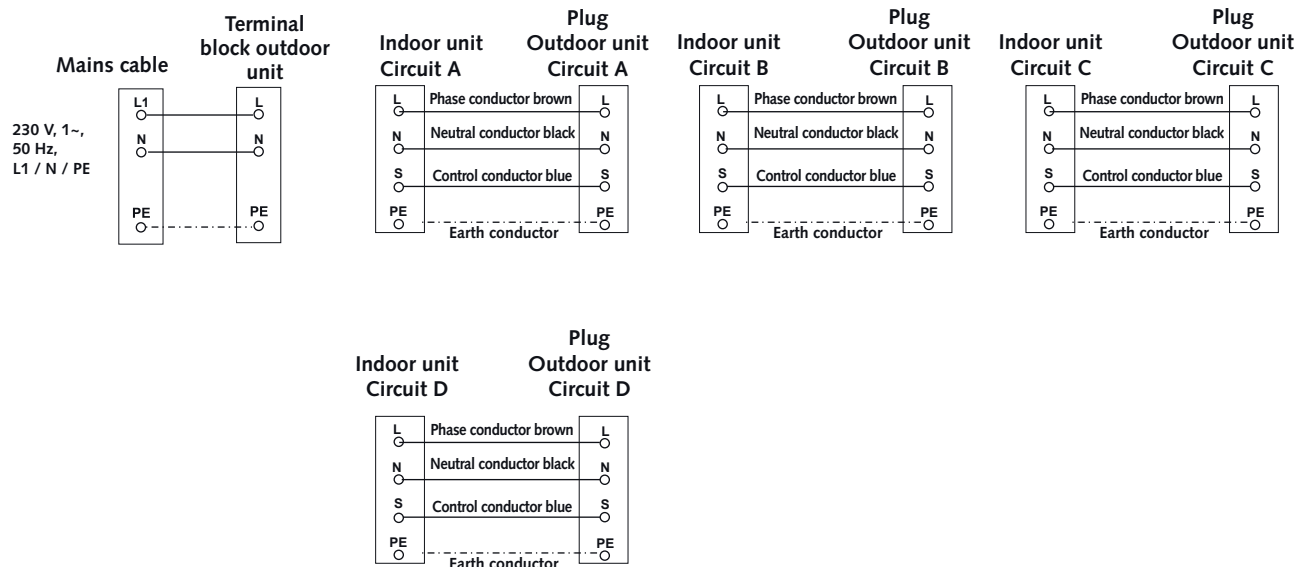 Mains cable
Terminal
block outdoor
unit
230 V, 1~,
50 Hz,
L1 / N / PE
L1
L
N
N
PE
PE
Indoor unit
Circuit A
Plug
Outdoor unit
Circuit A
L
Phase conductor brown
L
N
Neutral conductor black
N
S
Control conductor blue
S
PE
PE
Earth conductor
Indoor unit
Circuit B
Plug
Outdoor unit
Circuit B
L
Phase conductor brown
L
N
Neutral conductor black
N
S
Control conductor blue
S
PE
PE
Earth conductor
Indoor unit
Circuit C
Plug
Outdoor unit
Circuit C
L
Phase conductor brown
L
N
Neutral conductor black
N
S
Control conductor blue
S
PE
PE
Earth conductor
Indoor unit
Circuit D
Plug
Outdoor unit
Circuit D
L
Phase conductor brown
L
N
Neutral conductor black
N
S
Control conductor blue
S
PE
PE
Earth conductor